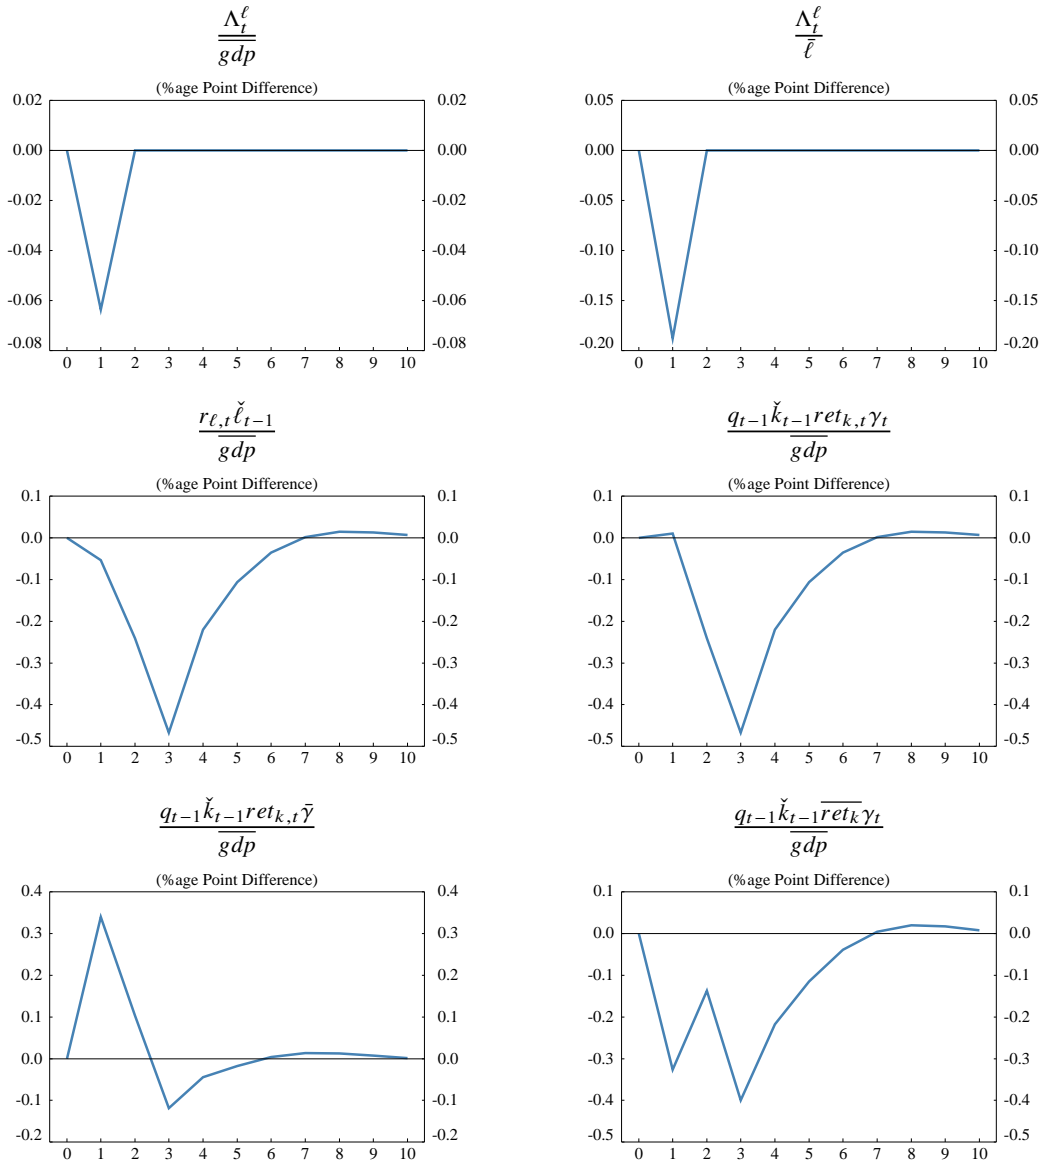 Λ_t^ℓ / \overline{\overline{gdp}}    Λ_t^ℓ / \bar{ℓ}
(%age Point Difference)    (%age Point Difference)
0.02 0.02    0.05 0.05
0.00 0.00    0.00 0.00
-0.02 -0.02    -0.05 -0.05
-0.04 -0.04    -0.10 -0.10
-0.06 -0.06    -0.15 -0.15
-0.08 -0.08    -0.20 -0.20
0 1 2 3 4 5 6 7 8 9 10    0 1 2 3 4 5 6 7 8 9 10
r_{ℓ,t} \check{ℓ}_{t−1} / \overline{gdp}    q_{t−1} \check{k}_{t−1} ret_{k,t} γ_t / \overline{gdp}
(%age Point Difference)    (%age Point Difference)
0.1 0.1    0.1 0.1
0.0 0.0    0.0 0.0
-0.1 -0.1    -0.1 -0.1
-0.2 -0.2    -0.2 -0.2
-0.3 -0.3    -0.3 -0.3
-0.4 -0.4    -0.4 -0.4
-0.5 -0.5    -0.5 -0.5
0 1 2 3 4 5 6 7 8 9 10    0 1 2 3 4 5 6 7 8 9 10
q_{t−1} \check{k}_{t−1} ret_{k,t} \bar{γ} / \overline{gdp}    q_{t−1} \check{k}_{t−1} \overline{ret_k} γ_t / \overline{gdp}
(%age Point Difference)    (%age Point Difference)
0.4 0.4    0.1 0.1
0.3 0.3    0.0 0.0
0.2 0.2    -0.1 -0.1
0.1 0.1    -0.2 -0.2
0.0 0.0    -0.3 -0.3
-0.1 -0.1    -0.4 -0.4
-0.2 -0.2    -0.5 -0.5
0 1 2 3 4 5 6 7 8 9 10    0 1 2 3 4 5 6 7 8 9 10